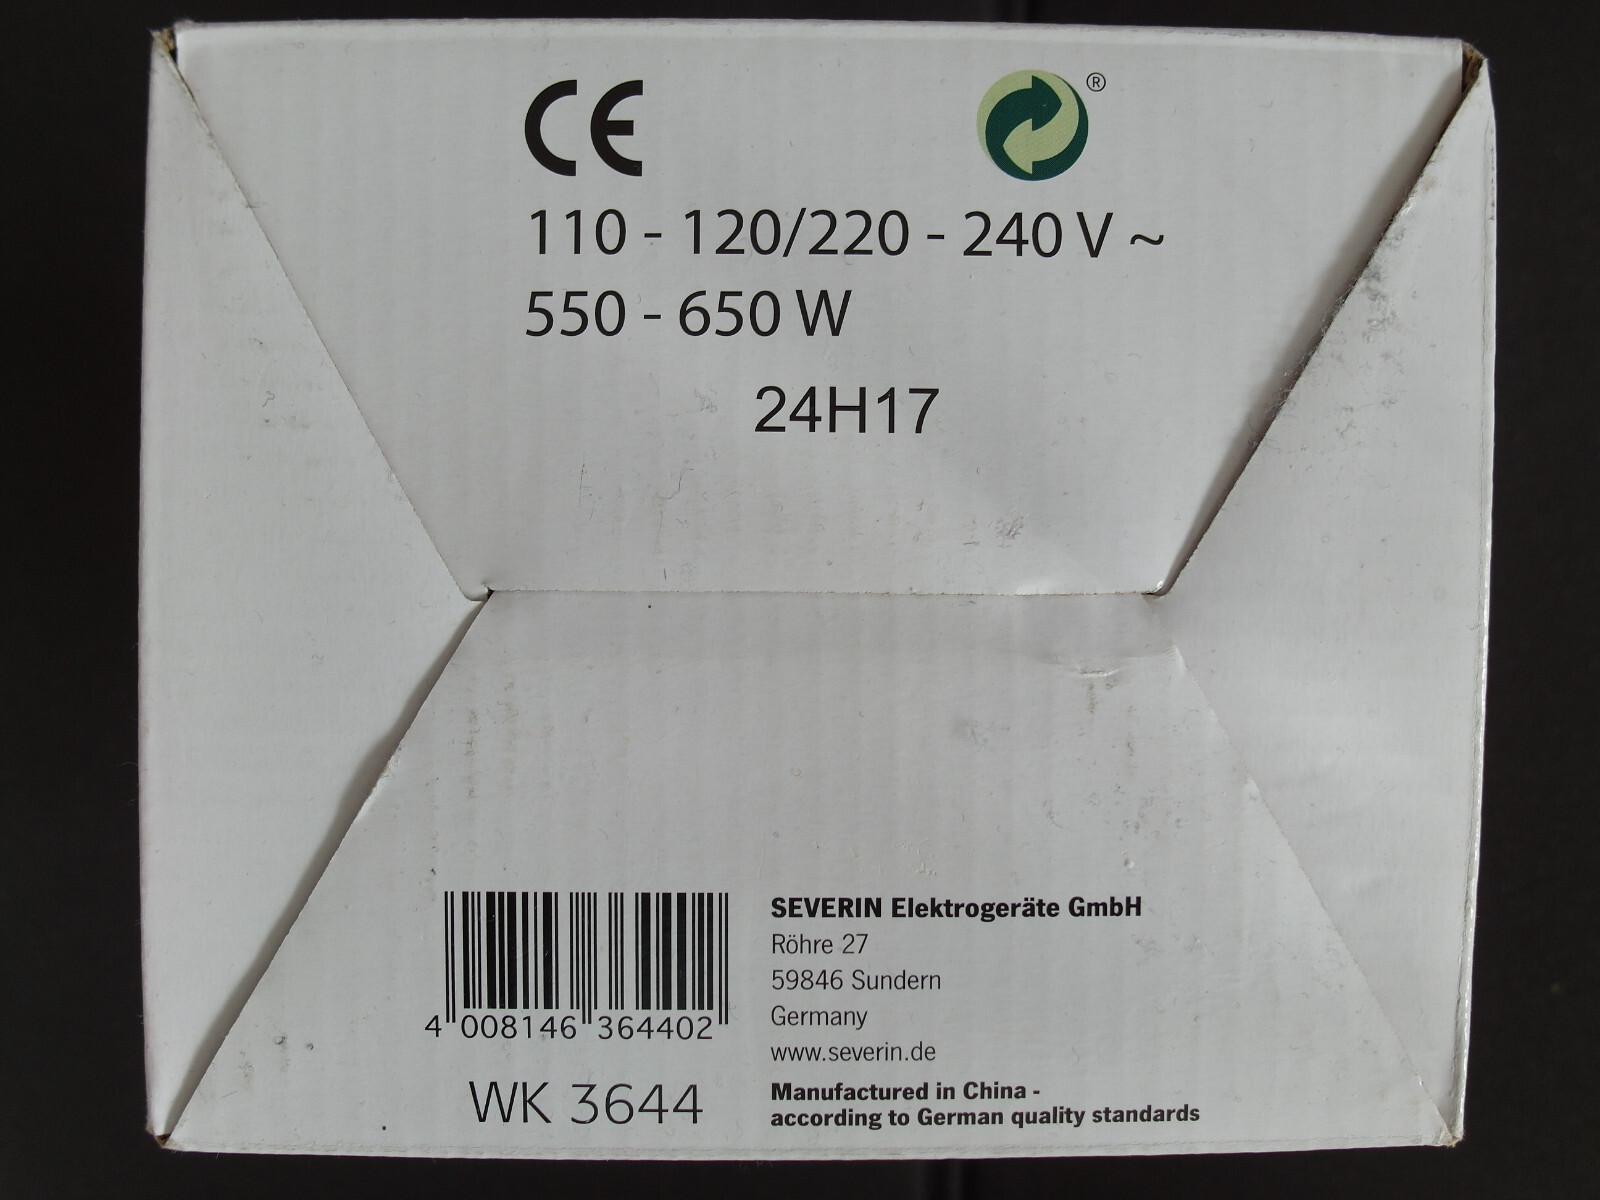 CE
®
110 - 120/220 - 240 V ~
550 - 650 W
24H17
4 008146 364402
WK 3644
SEVERIN Elektrogeräte GmbH
Röhre 27
59846 Sundern
Germany
www.severin.de
Manufactured in China -
according to German quality standards